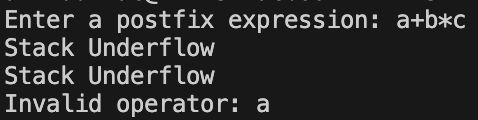 Enter a postfix expression: a+b*c
Stack Underflow
Stack Underflow
Invalid operator: a